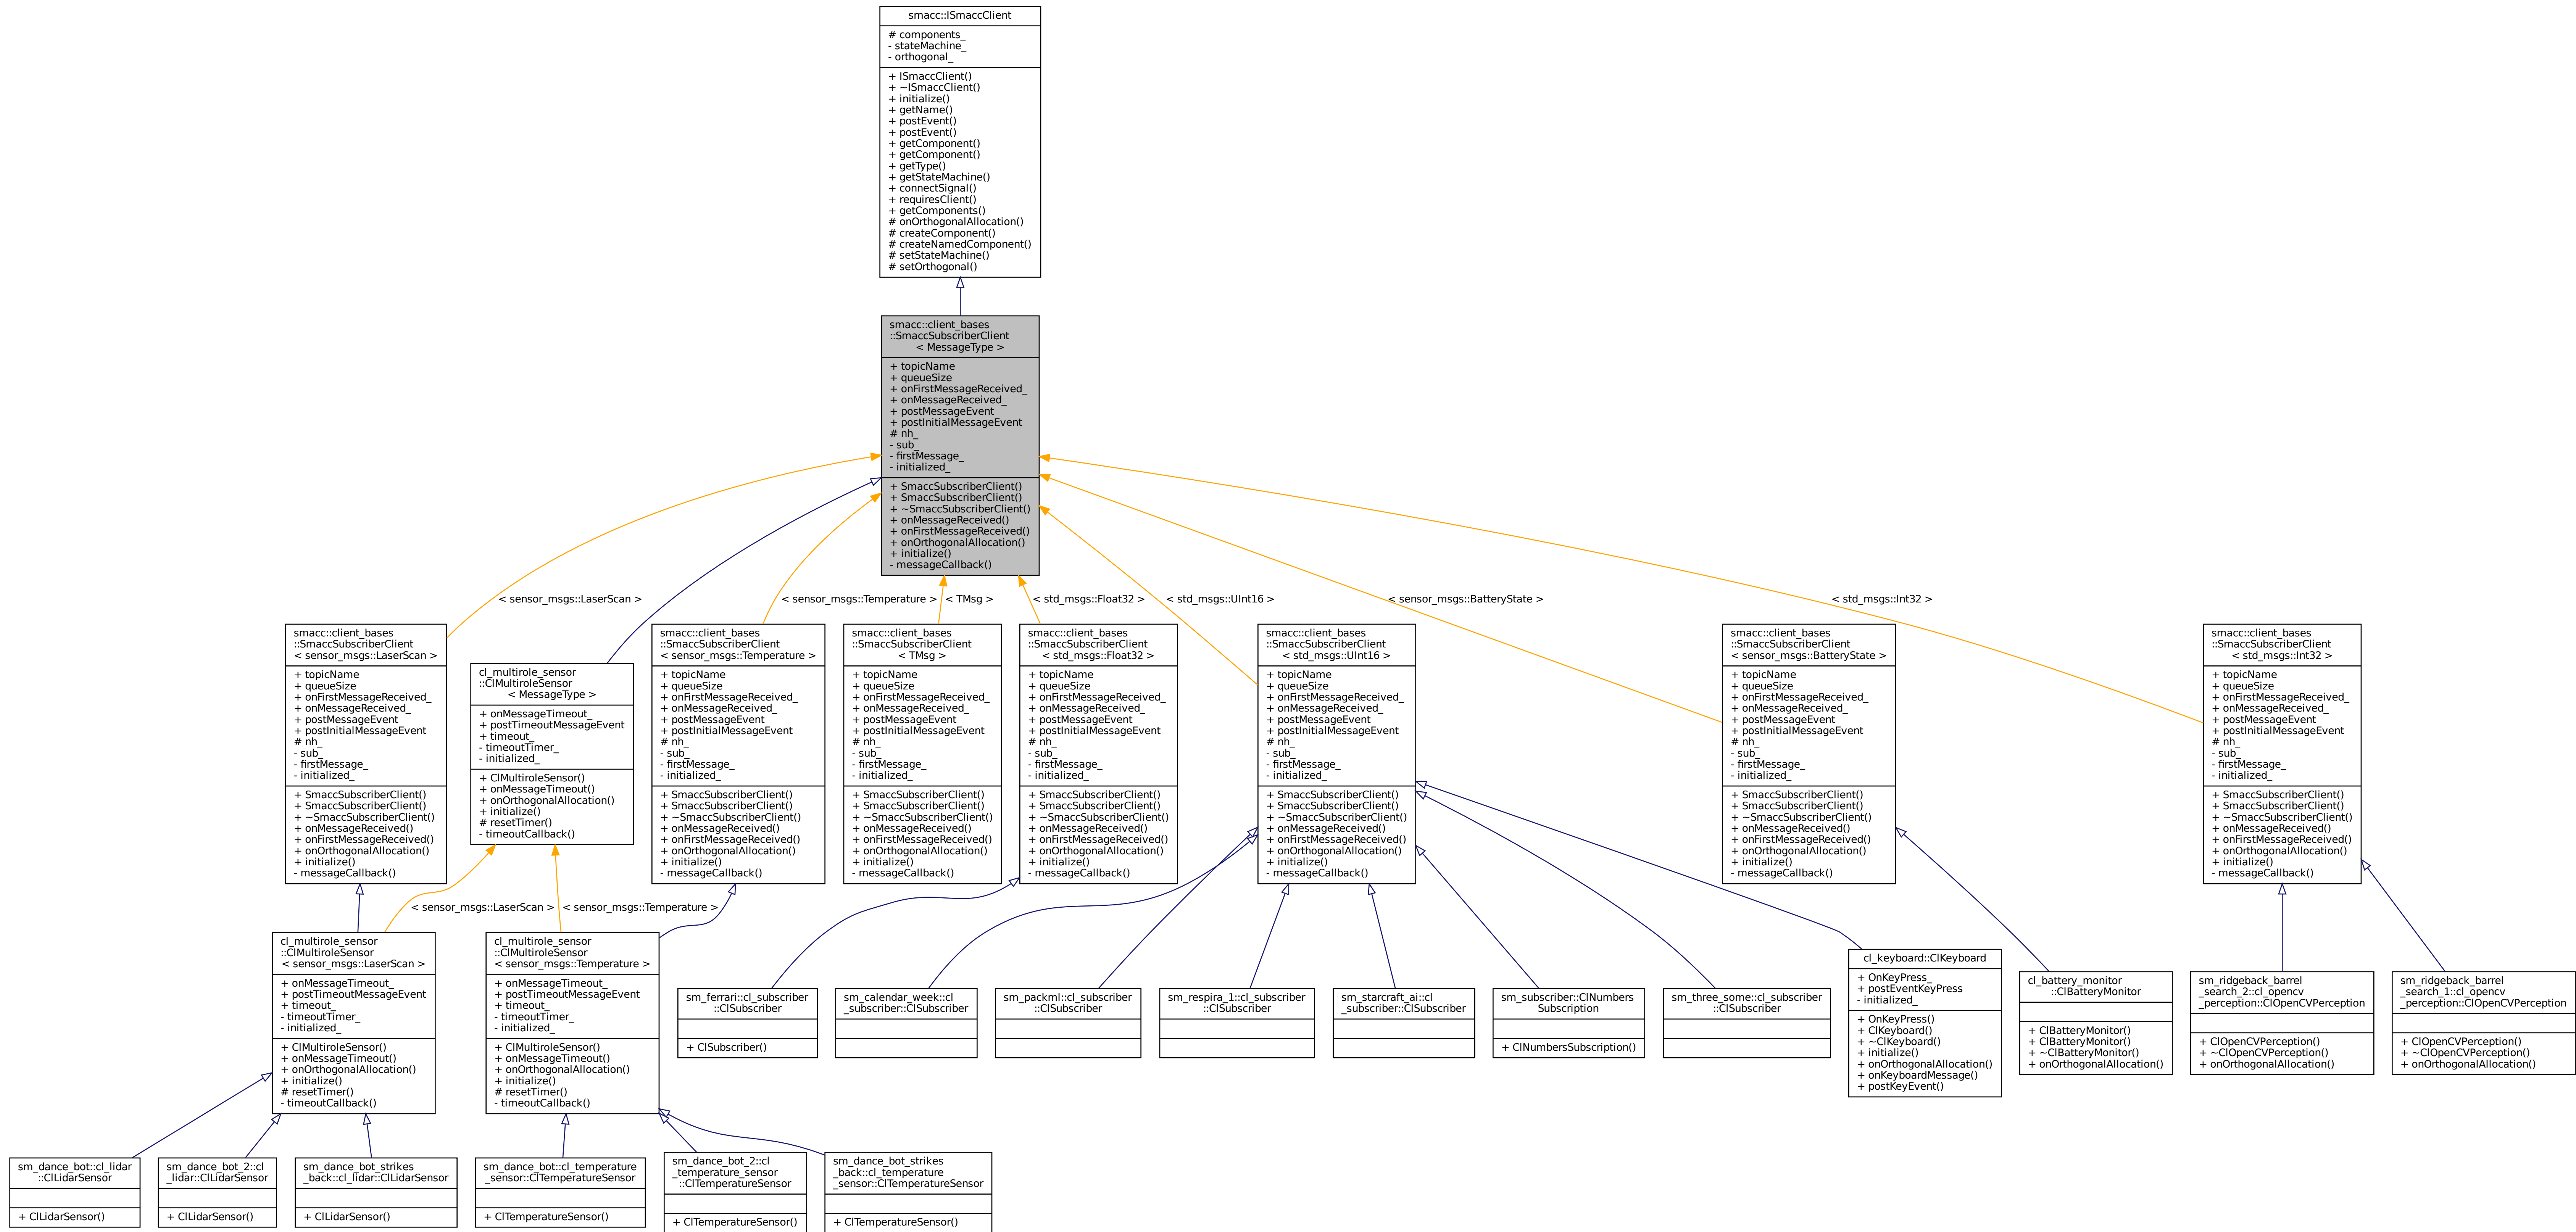 smacc::ISmaccClient
# components_
- stateMachine_
- orthogonal_
+ ISmaccClient()
+ ~ISmaccClient()
+ initialize()
+ getName()
+ postEvent()
+ postEvent()
+ getComponent()
+ getComponent()
+ getType()
+ getStateMachine()
+ connectSignal()
+ requiresClient()
+ getComponents()
# onOrthogonalAllocation()
# createComponent()
# createNamedComponent()
# setStateMachine()
# setOrthogonal()
smacc::client_bases
::SmaccSubscriberClient
< MessageType >
+ topicName
+ queueSize
+ onFirstMessageReceived_
+ onMessageReceived_
+ postMessageEvent
+ postInitialMessageEvent
# nh_
- sub_
- firstMessage_
- initialized_
+ SmaccSubscriberClient()
+ SmaccSubscriberClient()
+ ~SmaccSubscriberClient()
+ onMessageReceived()
+ onFirstMessageReceived()
+ onOrthogonalAllocation()
+ initialize()
- messageCallback()
< sensor_msgs::LaserScan >
< sensor_msgs::Temperature >
< TMsg >
< std_msgs::Float32 >
< std_msgs::UInt16 >
< sensor_msgs::BatteryState >
< std_msgs::Int32 >
smacc::client_bases
::SmaccSubscriberClient
< sensor_msgs::LaserScan >
+ topicName
+ queueSize
+ onFirstMessageReceived_
+ onMessageReceived_
+ postMessageEvent
+ postInitialMessageEvent
# nh_
- sub_
- firstMessage_
- initialized_
+ SmaccSubscriberClient()
+ SmaccSubscriberClient()
+ ~SmaccSubscriberClient()
+ onMessageReceived()
+ onFirstMessageReceived()
+ onOrthogonalAllocation()
+ initialize()
- messageCallback()
cl_multirole_sensor
::ClMultiroleSensor
< MessageType >
+ onMessageTimeout_
+ postTimeoutMessageEvent
+ timeout_
- timeoutTimer_
- initialized_
+ ClMultiroleSensor()
+ onMessageTimeout()
+ onOrthogonalAllocation()
+ initialize()
# resetTimer()
- timeoutCallback()
smacc::client_bases
::SmaccSubscriberClient
< sensor_msgs::Temperature >
+ topicName
+ queueSize
+ onFirstMessageReceived_
+ onMessageReceived_
+ postMessageEvent
+ postInitialMessageEvent
# nh_
- sub_
- firstMessage_
- initialized_
+ SmaccSubscriberClient()
+ SmaccSubscriberClient()
+ ~SmaccSubscriberClient()
+ onMessageReceived()
+ onFirstMessageReceived()
+ onOrthogonalAllocation()
+ initialize()
- messageCallback()
smacc::client_bases
::SmaccSubscriberClient
< TMsg >
+ topicName
+ queueSize
+ onFirstMessageReceived_
+ onMessageReceived_
+ postMessageEvent
+ postInitialMessageEvent
# nh_
- sub_
- firstMessage_
- initialized_
+ SmaccSubscriberClient()
+ SmaccSubscriberClient()
+ ~SmaccSubscriberClient()
+ onMessageReceived()
+ onFirstMessageReceived()
+ onOrthogonalAllocation()
+ initialize()
- messageCallback()
smacc::client_bases
::SmaccSubscriberClient
< std_msgs::Float32 >
+ topicName
+ queueSize
+ onFirstMessageReceived_
+ onMessageReceived_
+ postMessageEvent
+ postInitialMessageEvent
# nh_
- sub_
- firstMessage_
- initialized_
+ SmaccSubscriberClient()
+ SmaccSubscriberClient()
+ ~SmaccSubscriberClient()
+ onMessageReceived()
+ onFirstMessageReceived()
+ onOrthogonalAllocation()
+ initialize()
- messageCallback()
smacc::client_bases
::SmaccSubscriberClient
< std_msgs::UInt16 >
+ topicName
+ queueSize
+ onFirstMessageReceived_
+ onMessageReceived_
+ postMessageEvent
+ postInitialMessageEvent
# nh_
- sub_
- firstMessage_
- initialized_
+ SmaccSubscriberClient()
+ SmaccSubscriberClient()
+ ~SmaccSubscriberClient()
+ onMessageReceived()
+ onFirstMessageReceived()
+ onOrthogonalAllocation()
+ initialize()
- messageCallback()
smacc::client_bases
::SmaccSubscriberClient
< sensor_msgs::BatteryState >
+ topicName
+ queueSize
+ onFirstMessageReceived_
+ onMessageReceived_
+ postMessageEvent
+ postInitialMessageEvent
# nh_
- sub_
- firstMessage_
- initialized_
+ SmaccSubscriberClient()
+ SmaccSubscriberClient()
+ ~SmaccSubscriberClient()
+ onMessageReceived()
+ onFirstMessageReceived()
+ onOrthogonalAllocation()
+ initialize()
- messageCallback()
smacc::client_bases
::SmaccSubscriberClient
< std_msgs::Int32 >
+ topicName
+ queueSize
+ onFirstMessageReceived_
+ onMessageReceived_
+ postMessageEvent
+ postInitialMessageEvent
# nh_
- sub_
- firstMessage_
- initialized_
+ SmaccSubscriberClient()
+ SmaccSubscriberClient()
+ ~SmaccSubscriberClient()
+ onMessageReceived()
+ onFirstMessageReceived()
+ onOrthogonalAllocation()
+ initialize()
- messageCallback()
< sensor_msgs::LaserScan >
< sensor_msgs::Temperature >
cl_multirole_sensor
::ClMultiroleSensor
< sensor_msgs::LaserScan >
+ onMessageTimeout_
+ postTimeoutMessageEvent
+ timeout_
- timeoutTimer_
- initialized_
+ ClMultiroleSensor()
+ onMessageTimeout()
+ onOrthogonalAllocation()
+ initialize()
# resetTimer()
- timeoutCallback()
cl_multirole_sensor
::ClMultiroleSensor
< sensor_msgs::Temperature >
+ onMessageTimeout_
+ postTimeoutMessageEvent
+ timeout_
- timeoutTimer_
- initialized_
+ ClMultiroleSensor()
+ onMessageTimeout()
+ onOrthogonalAllocation()
+ initialize()
# resetTimer()
- timeoutCallback()
sm_ferrari::cl_subscriber
::ClSubscriber
+ ClSubscriber()
sm_calendar_week::cl
_subscriber::ClSubscriber
sm_packml::cl_subscriber
::ClSubscriber
sm_respira_1::cl_subscriber
::ClSubscriber
sm_starcraft_ai::cl
_subscriber::ClSubscriber
sm_subscriber::ClNumbers
Subscription
+ ClNumbersSubscription()
sm_three_some::cl_subscriber
::ClSubscriber
cl_keyboard::ClKeyboard
+ OnKeyPress_
+ postEventKeyPress
- initialized_
+ OnKeyPress()
+ ClKeyboard()
+ ~ClKeyboard()
+ initialize()
+ onOrthogonalAllocation()
+ onKeyboardMessage()
+ postKeyEvent()
cl_battery_monitor
::ClBatteryMonitor
+ ClBatteryMonitor()
+ ClBatteryMonitor()
+ ~ClBatteryMonitor()
+ onOrthogonalAllocation()
sm_ridgeback_barrel
_search_2::cl_opencv
_perception::ClOpenCVPerception
+ ClOpenCVPerception()
+ ~ClOpenCVPerception()
+ onOrthogonalAllocation()
sm_ridgeback_barrel
_search_1::cl_opencv
_perception::ClOpenCVPerception
+ ClOpenCVPerception()
+ ~ClOpenCVPerception()
+ onOrthogonalAllocation()
sm_dance_bot::cl_lidar
::ClLidarSensor
+ ClLidarSensor()
sm_dance_bot_2::cl
_lidar::ClLidarSensor
+ ClLidarSensor()
sm_dance_bot_strikes
_back::cl_lidar::ClLidarSensor
+ ClLidarSensor()
sm_dance_bot::cl_temperature
_sensor::ClTemperatureSensor
+ ClTemperatureSensor()
sm_dance_bot_2::cl
_temperature_sensor
::ClTemperatureSensor
+ ClTemperatureSensor()
sm_dance_bot_strikes
_back::cl_temperature
_sensor::ClTemperatureSensor
+ ClTemperatureSensor()